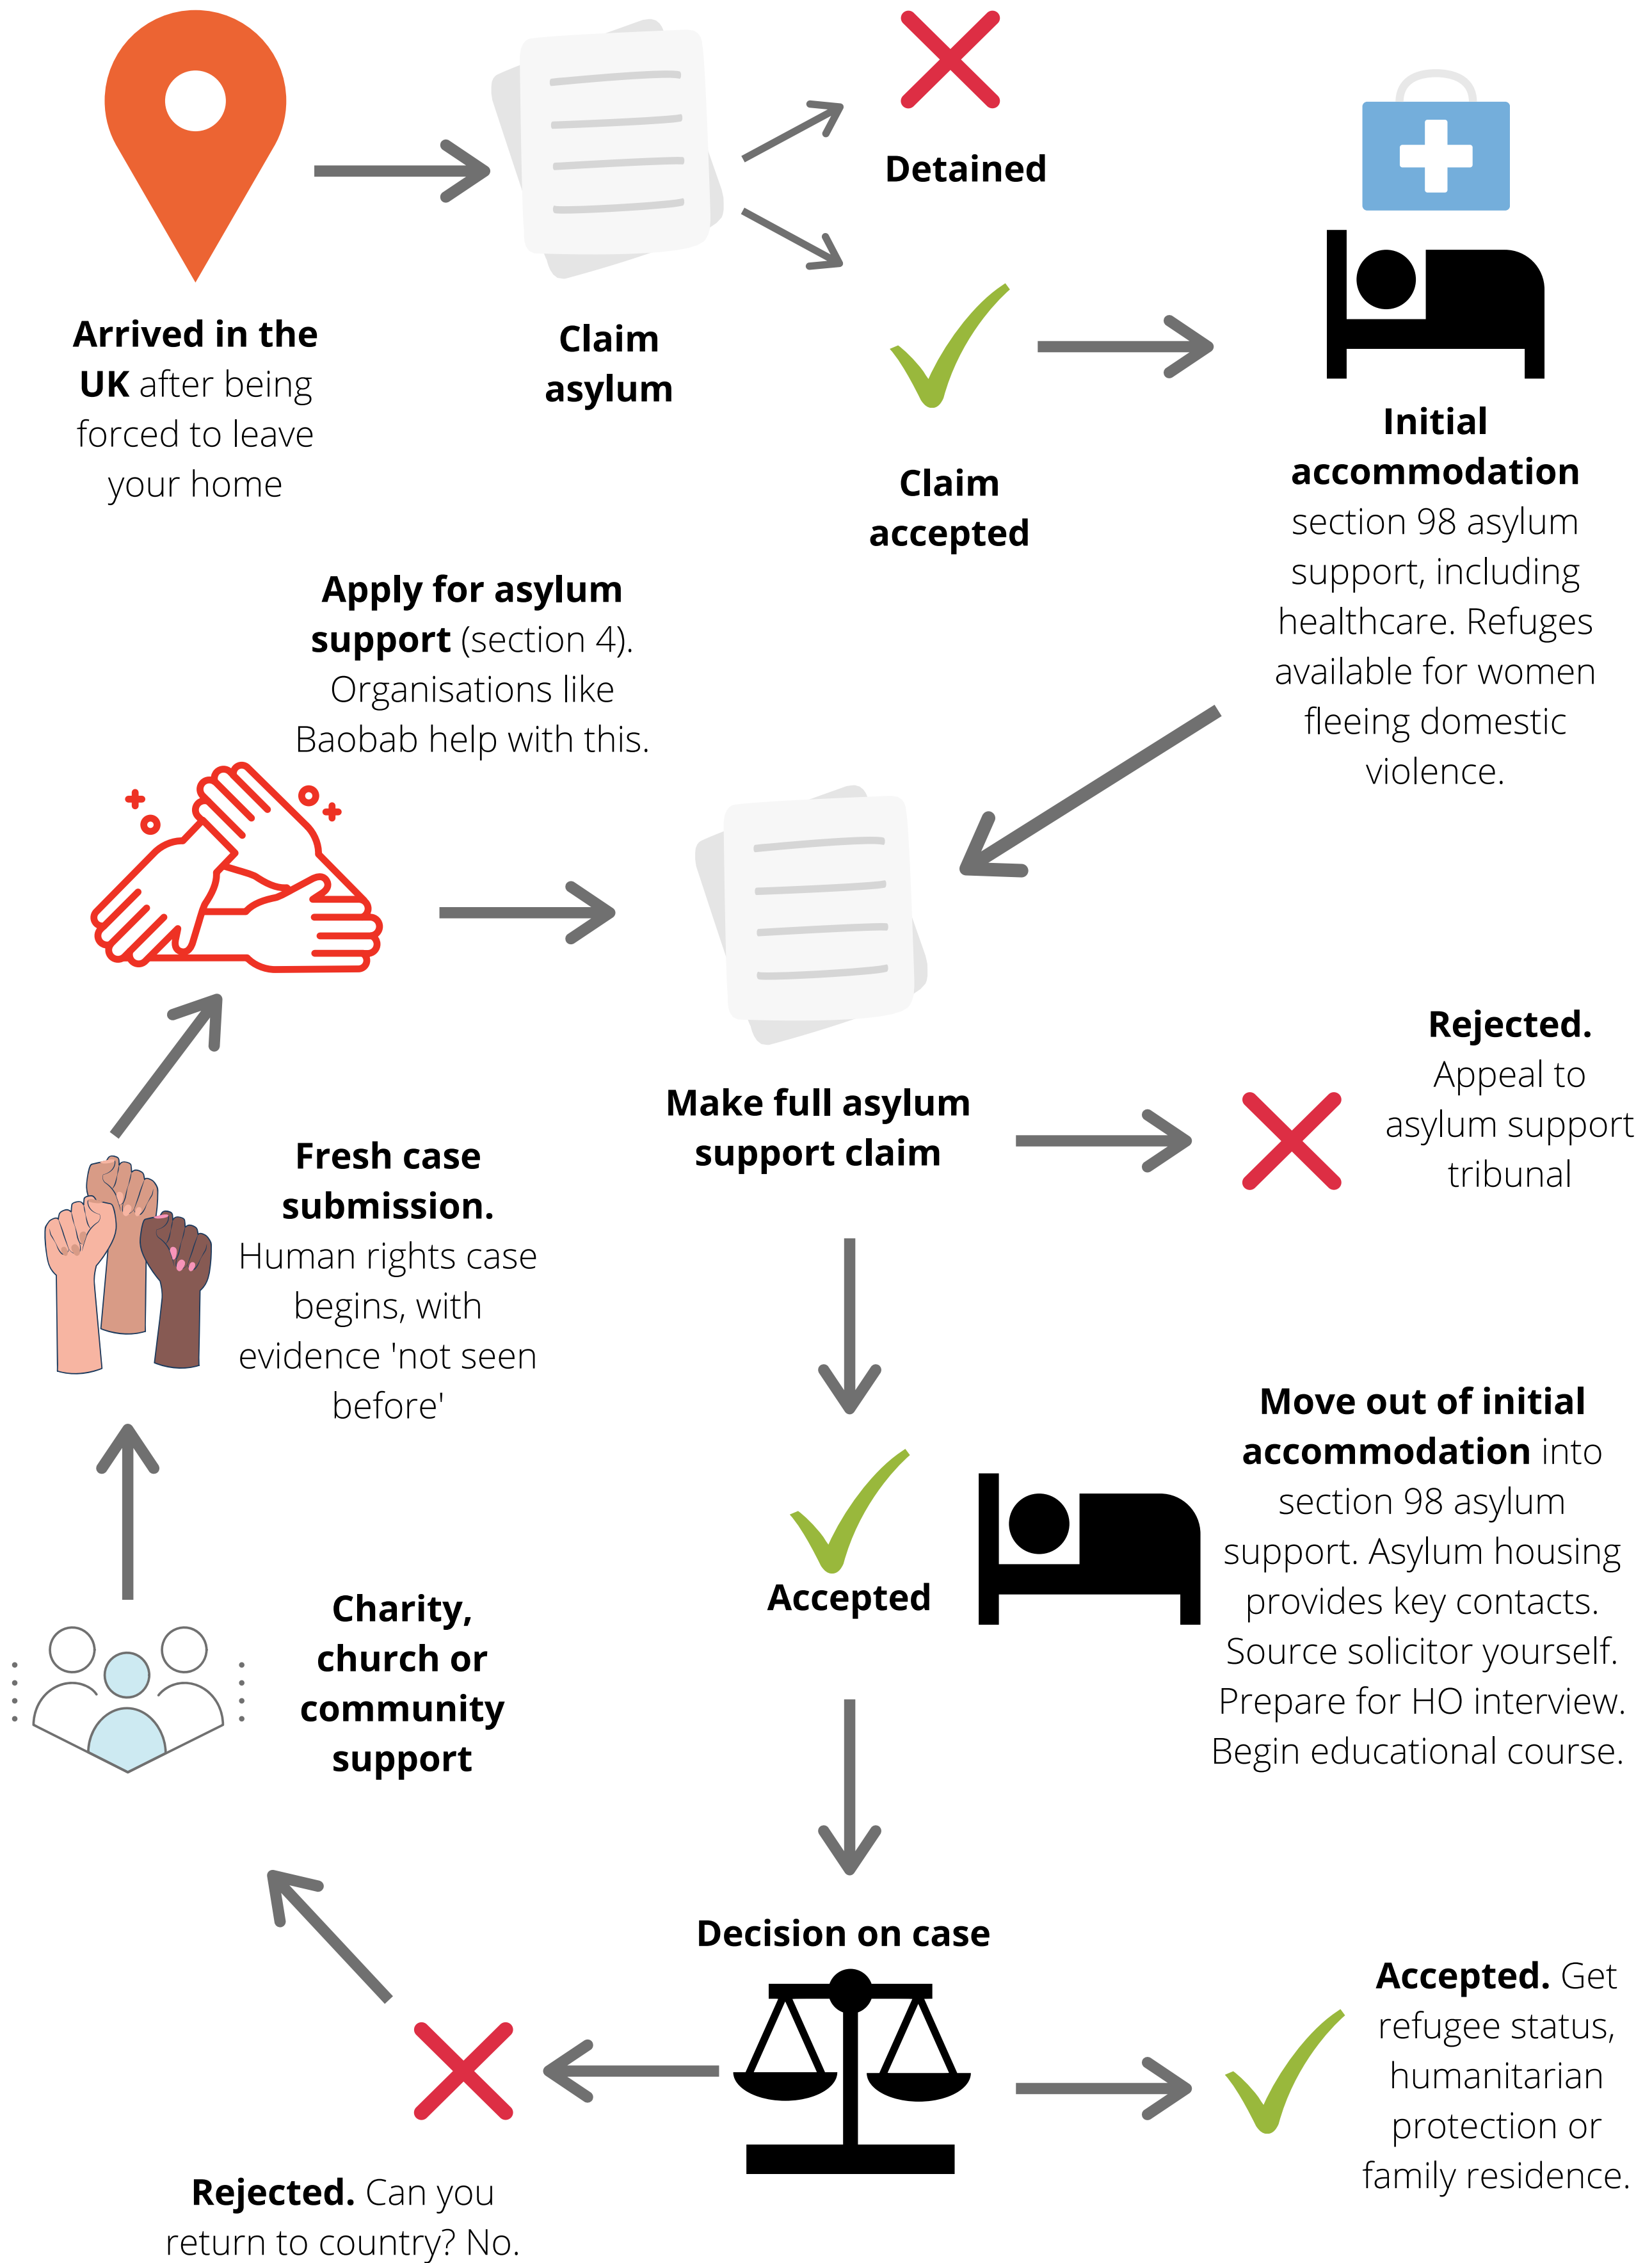 Arrived in the
UK after being
forced to leave
your home
Claim
asylum
Detained
Claim
accepted
Initial
accommodation
section 98 asylum
support, including
healthcare. Refuges
available for women
fleeing domestic
violence.
Apply for asylum
support (section 4).
Organisations like
Baobab help with this.
Make full asylum
support claim
Rejected.
Appeal to
asylum support
tribunal
Fresh case
submission.
Human rights case
begins, with
evidence 'not seen
before'
Accepted
Move out of initial
accommodation into
section 98 asylum
support. Asylum housing
provides key contacts.
Source solicitor yourself.
Prepare for HO interview.
Begin educational course.
Charity,
church or
community
support
Decision on case
Accepted. Get
refugee status,
humanitarian
protection or
family residence.
Rejected. Can you
return to country? No.